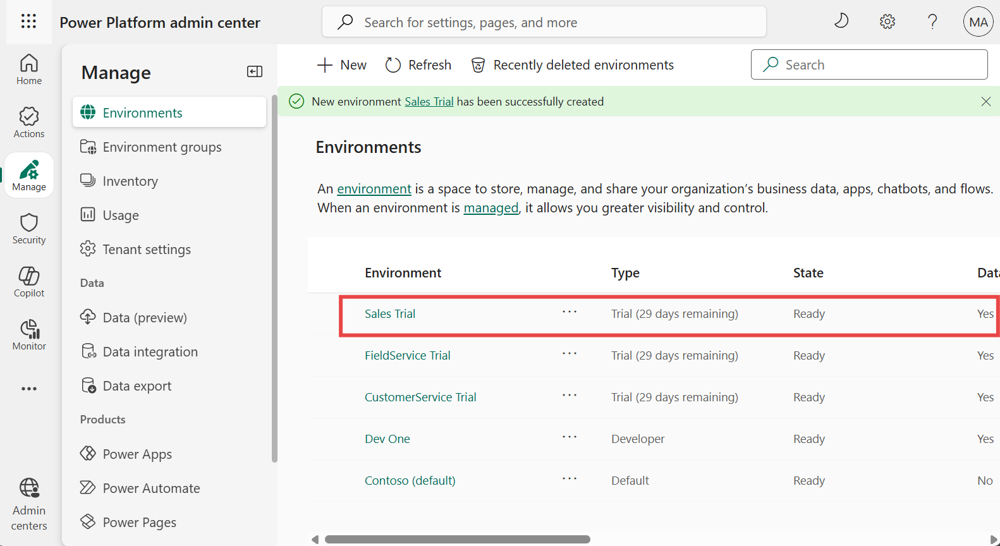 Power Platform admin center
Search for settings, pages, and more
MA
Home
Actions
Manage
Security
Copilot
Monitor
Admin
centers
Manage
Environments
Environment groups
Inventory
Usage
Tenant settings
Data
Data (preview)
Data integration
Data export
Products
Power Apps
Power Automate
Power Pages
New
Refresh
Recently deleted environments
Search
New environment Sales Trial has been successfully created
Environments
An environment is a space to store, manage, and share your organization’s business data, apps, chatbots, and flows.
When an environment is managed, it allows you greater visibility and control.
Environment Type State Data
Sales Trial ··· Trial (29 days remaining) Ready Yes
FieldService Trial ··· Trial (29 days remaining) Ready Yes
CustomerService Trial ··· Trial (29 days remaining) Ready Yes
Dev One ··· Developer Ready Yes
Contoso (default) ··· Default Ready No